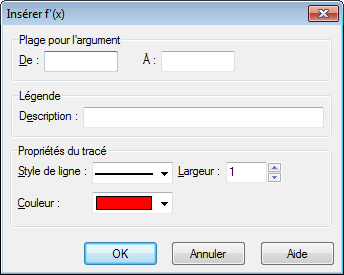 Insérer f'(x)
Plage pour l'argument
De :
À :
Légende
Description :
Propriétés du tracé
Style de ligne :
Largeur : 1
Couleur :
OK
Annuler
Aide